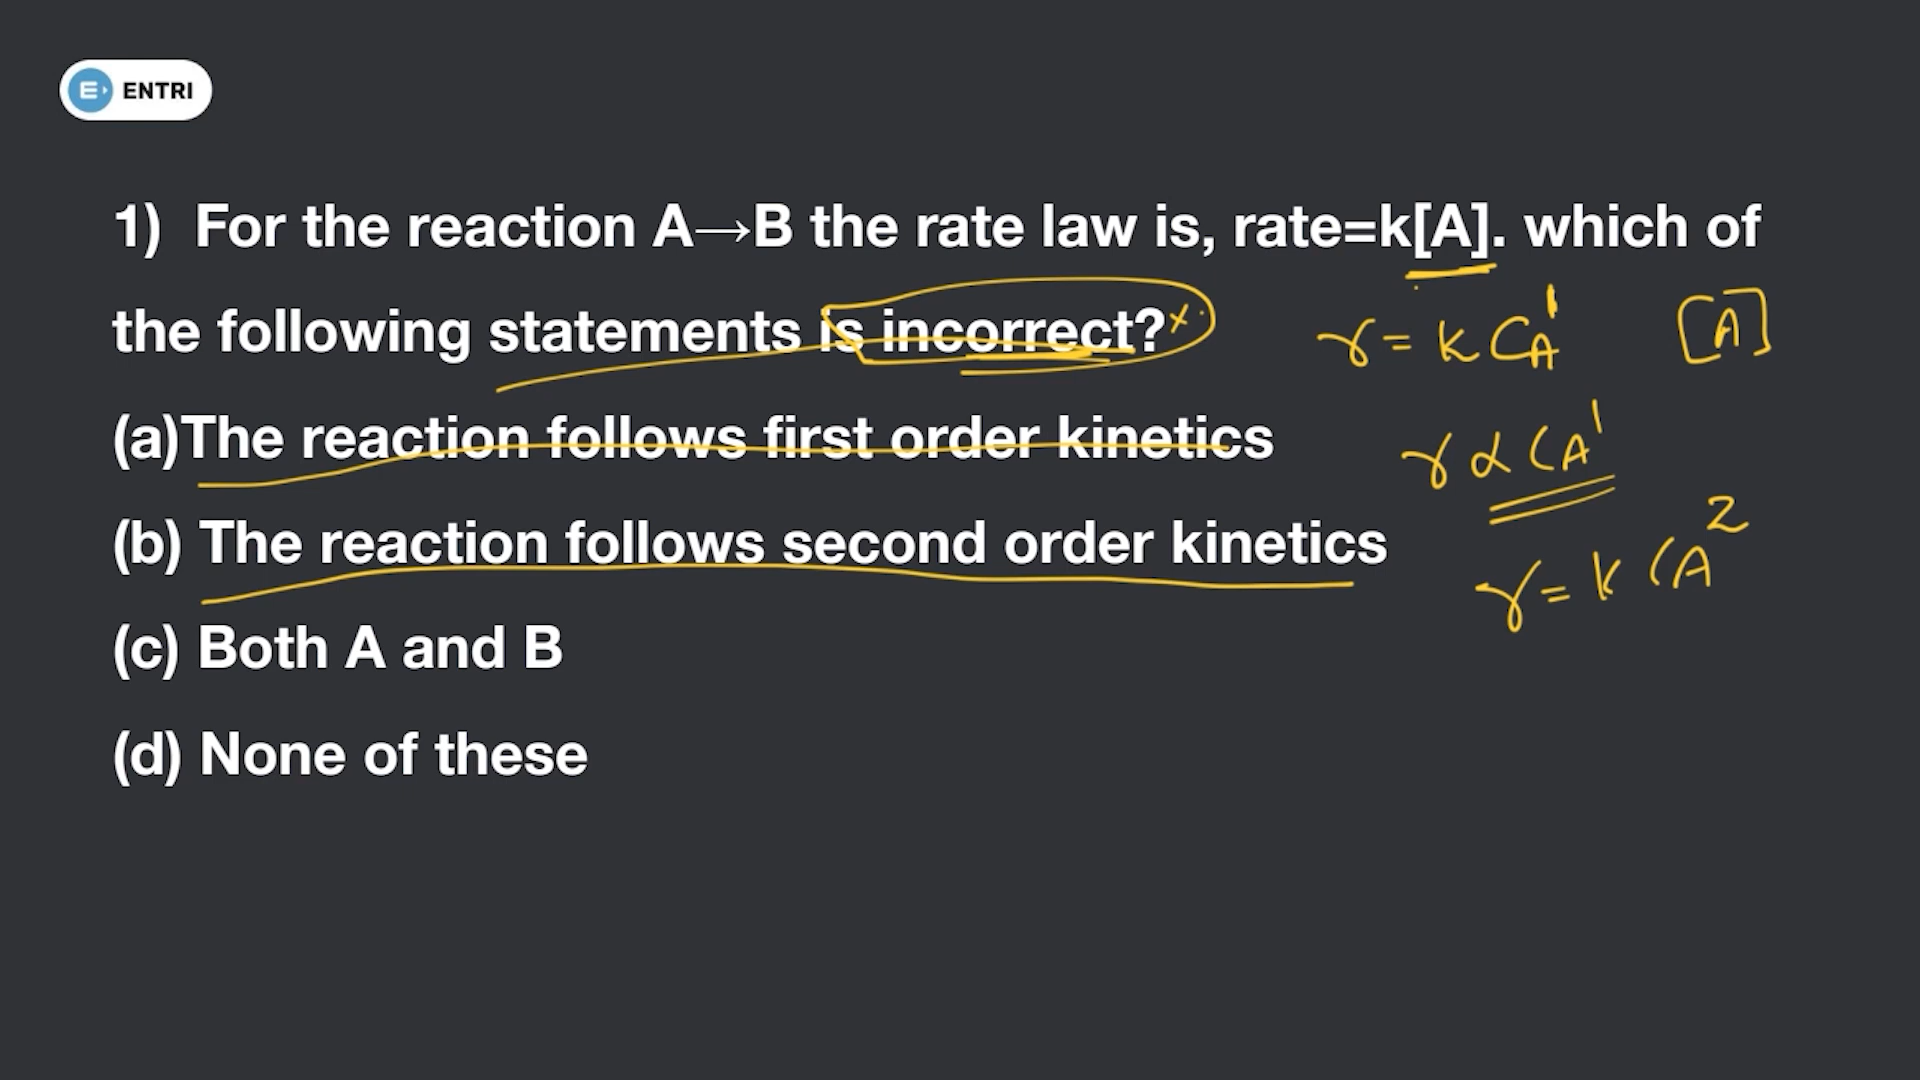 ENTRI
1) For the reaction A→B the rate law is, rate=k[A]. which of
the following statements is incorrect?
(a)The reaction follows first order kinetics
(b) The reaction follows second order kinetics
(c) Both A and B
(d) None of these
r = k CA¹ [A]
r ∝ CA¹
r = k CA²